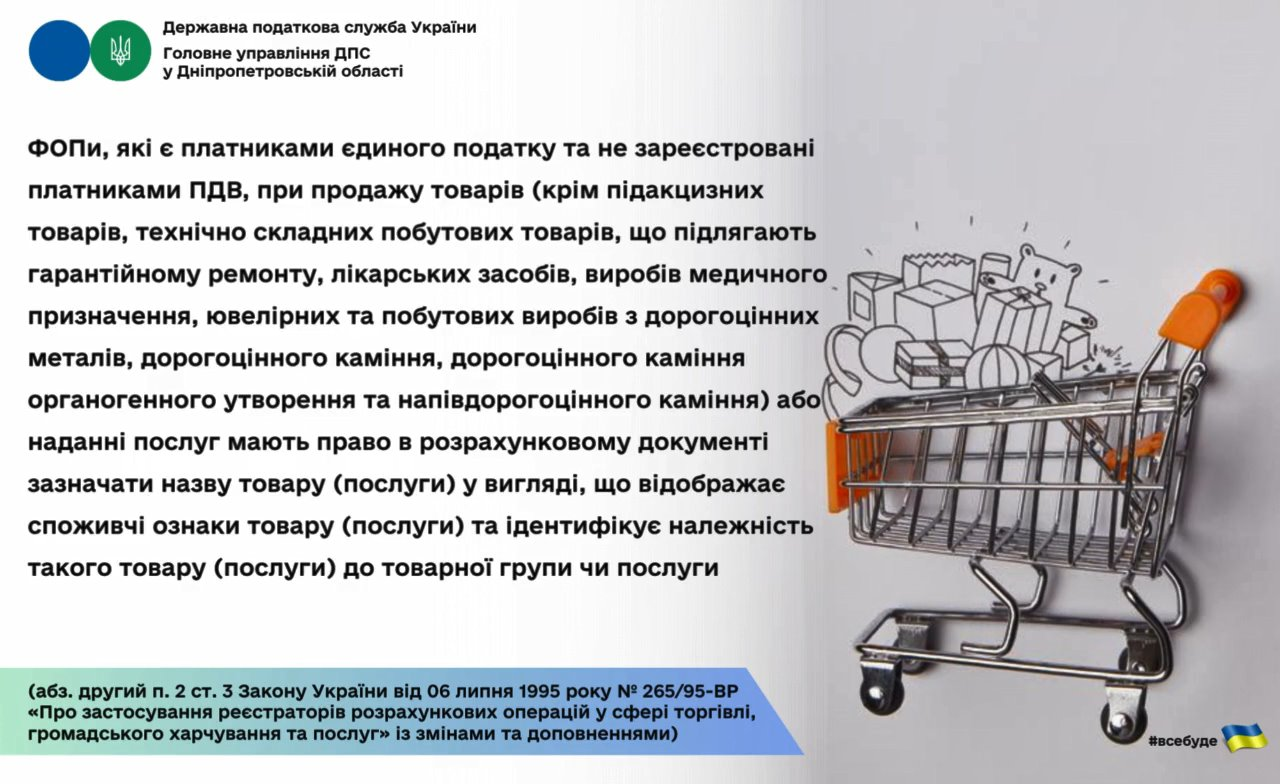 Державна податкова служба України
Головне управління ДПС
у Дніпропетровській області
ФОПи, які є платниками єдиного податку та не зареєстровані
платниками ПДВ, при продажу товарів (крім підакцизних
товарів, технічно складних побутових товарів, що підлягають
гарантійному ремонту, лікарських засобів, виробів медичного
призначення, ювелірних та побутових виробів з дорогоцінних
металів, дорогоцінного каміння, дорогоцінного каміння
органогенного утворення та напівдорогоцінного каміння) або
наданні послуг мають право в розрахунковому документі
зазначати назву товару (послуги) у вигляді, що відображає
споживчі ознаки товару (послуги) та ідентифікує належність
такого товару (послуги) до товарної групи чи послуги
(абз. другий п. 2 ст. 3 Закону України від 06 липня 1995 року № 265/95-ВР
«Про застосування реєстраторів розрахункових операцій у сфері торгівлі,
громадського харчування та послуг» із змінами та доповненнями)
#всебуде